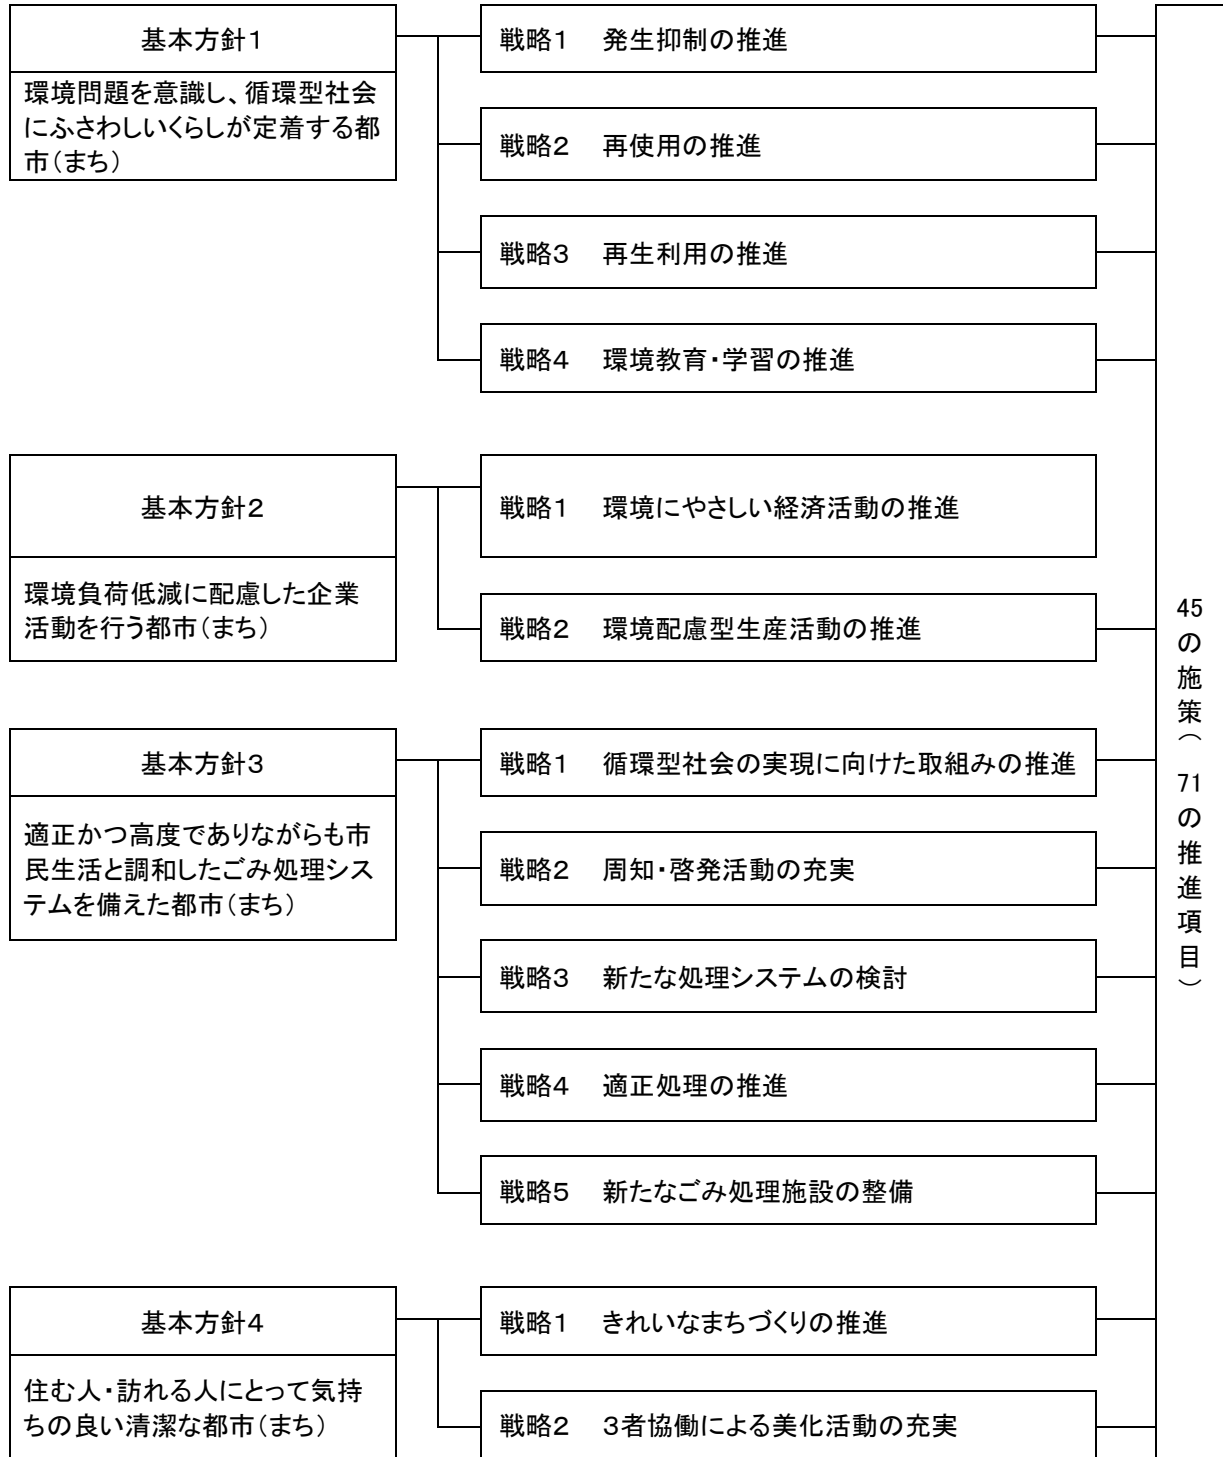 基本方針１
環境問題を意識し、循環型社会
にふさわしいくらしが定着する都
市（まち）
戦略１　発生抑制の推進
戦略２　再使用の推進
戦略３　再生利用の推進
戦略４　環境教育・学習の推進
基本方針２
環境負荷低減に配慮した企業
活動を行う都市（まち）
戦略１　環境にやさしい経済活動の推進
戦略２　環境配慮型生産活動の推進
基本方針３
適正かつ高度でありながらも市
民生活と調和したごみ処理シス
テムを備えた都市（まち）
戦略１　循環型社会の実現に向けた取組みの推進
戦略２　周知・啓発活動の充実
戦略３　新たな処理システムの検討
戦略４　適正処理の推進
戦略５　新たなごみ処理施設の整備
基本方針４
住む人・訪れる人にとって気持
ちの良い清潔な都市（まち）
戦略１　きれいなまちづくりの推進
戦略２　３者協働による美化活動の充実
45の施策（71の推進項目）